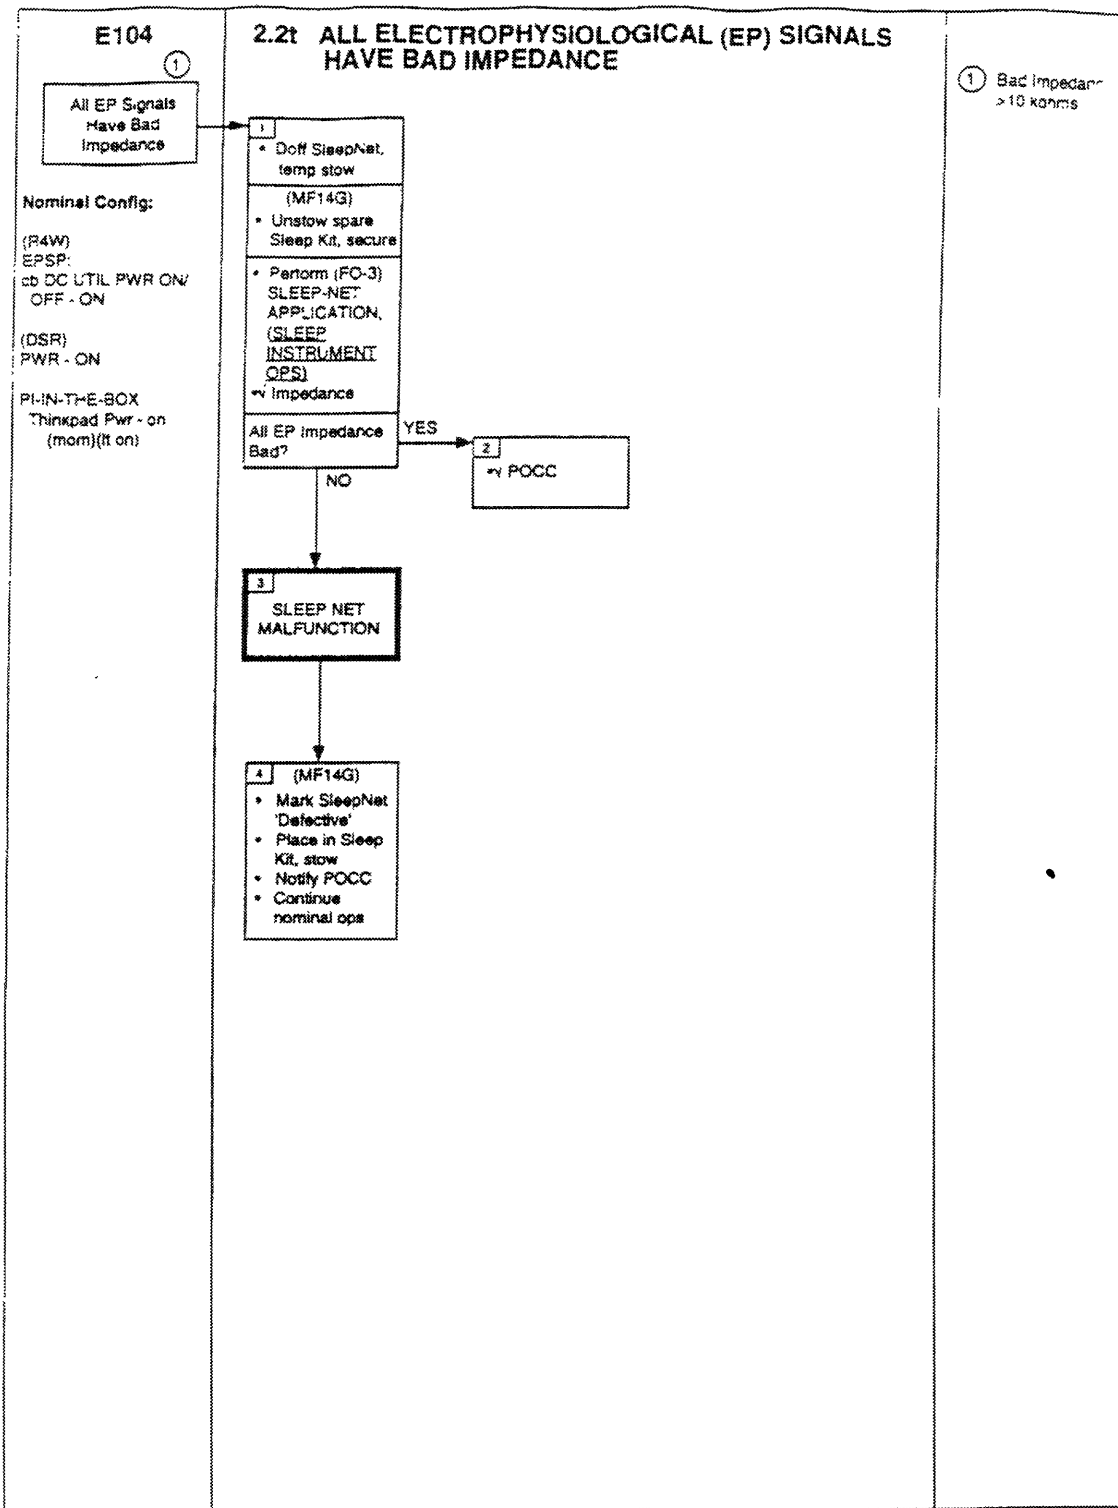 E104
1
All EP Signals
Have Bad
Impedance
Nominal Config:
(R4W)
EPSP:
cb DC UTIL PWR ON/
OFF - ON
(DSR)
PWR - ON
PI-IN-THE-BOX
Thinkpad Pwr - on
(mom)(lt on)
2.2t ALL ELECTROPHYSIOLOGICAL (EP) SIGNALS
HAVE BAD IMPEDANCE
1
• Doff SleepNet,
temp stow
(MF14G)
• Unstow spare
Sleep Kit, secure
• Perform (FO-3)
SLEEP-NET
APPLICATION,
(SLEEP
INSTRUMENT
OPS)
√ Impedance
All EP Impedance
Bad?
YES
NO
2
√ POCC
3
SLEEP NET
MALFUNCTION
4 (MF14G)
• Mark SleepNet
'Defective'
• Place in Sleep
Kit, stow
• Notify POCC
• Continue
nominal ops
1 Bad Impedanc
>10 kohms